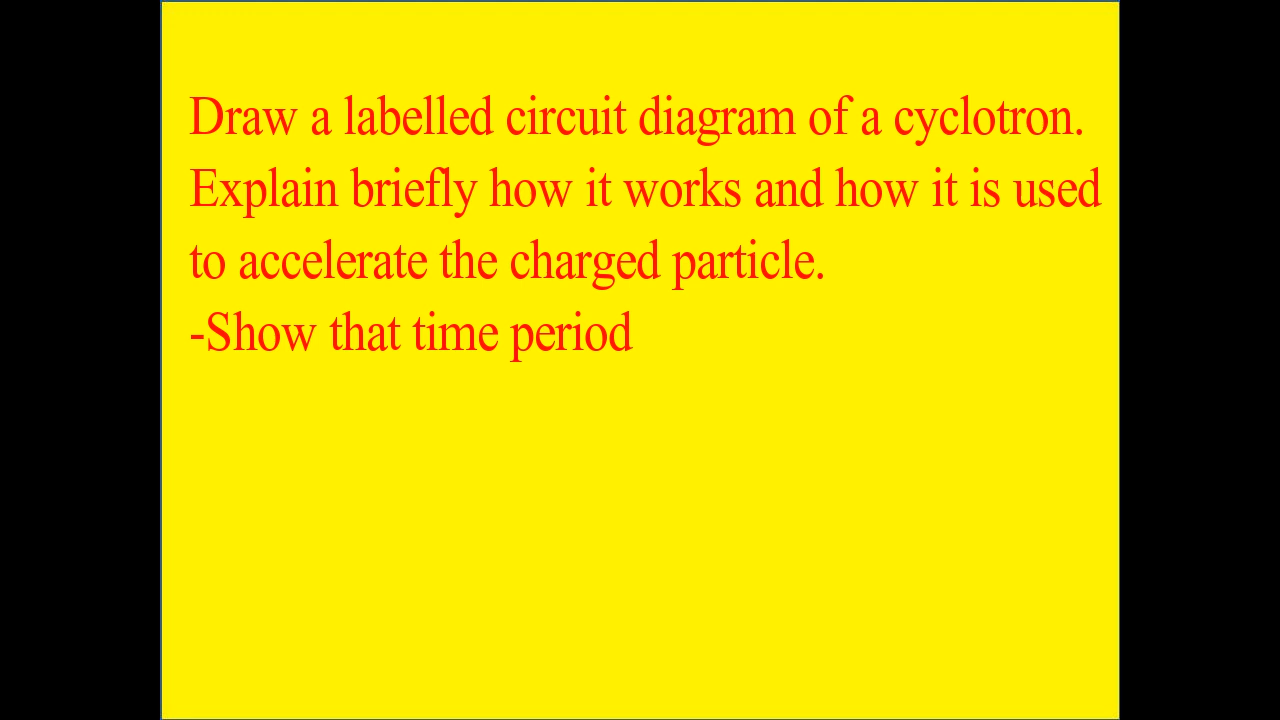 Draw a labelled circuit diagram of a cyclotron.
Explain briefly how it works and how it is used
to accelerate the charged particle.
-Show that time period